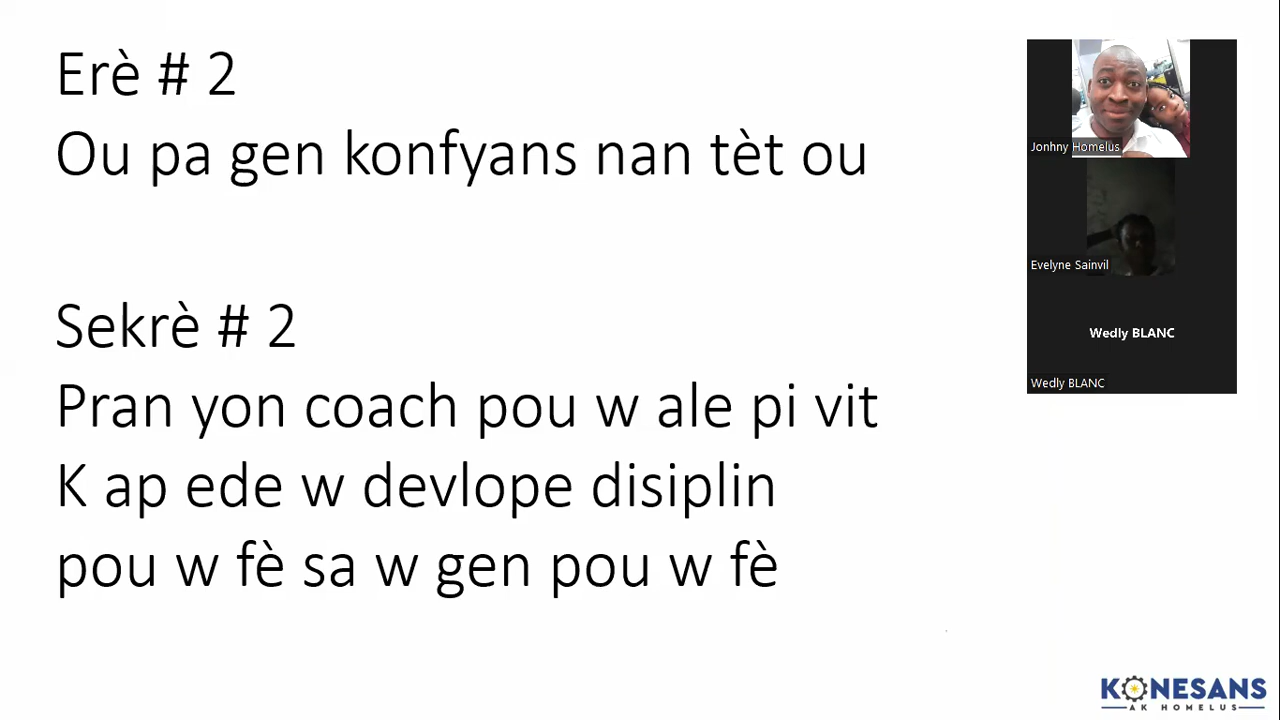 Erè # 2
Ou pa gen konfyans nan tèt ou
Sekrè # 2
Pran yon coach pou w ale pi vit
K ap ede w devlope disiplin
pou w fè sa w gen pou w fè
Jonhny Homelus
Evelyne Sainvil
Wedly BLANC
Wedly BLANC
KONESANS
AK HOMELUS